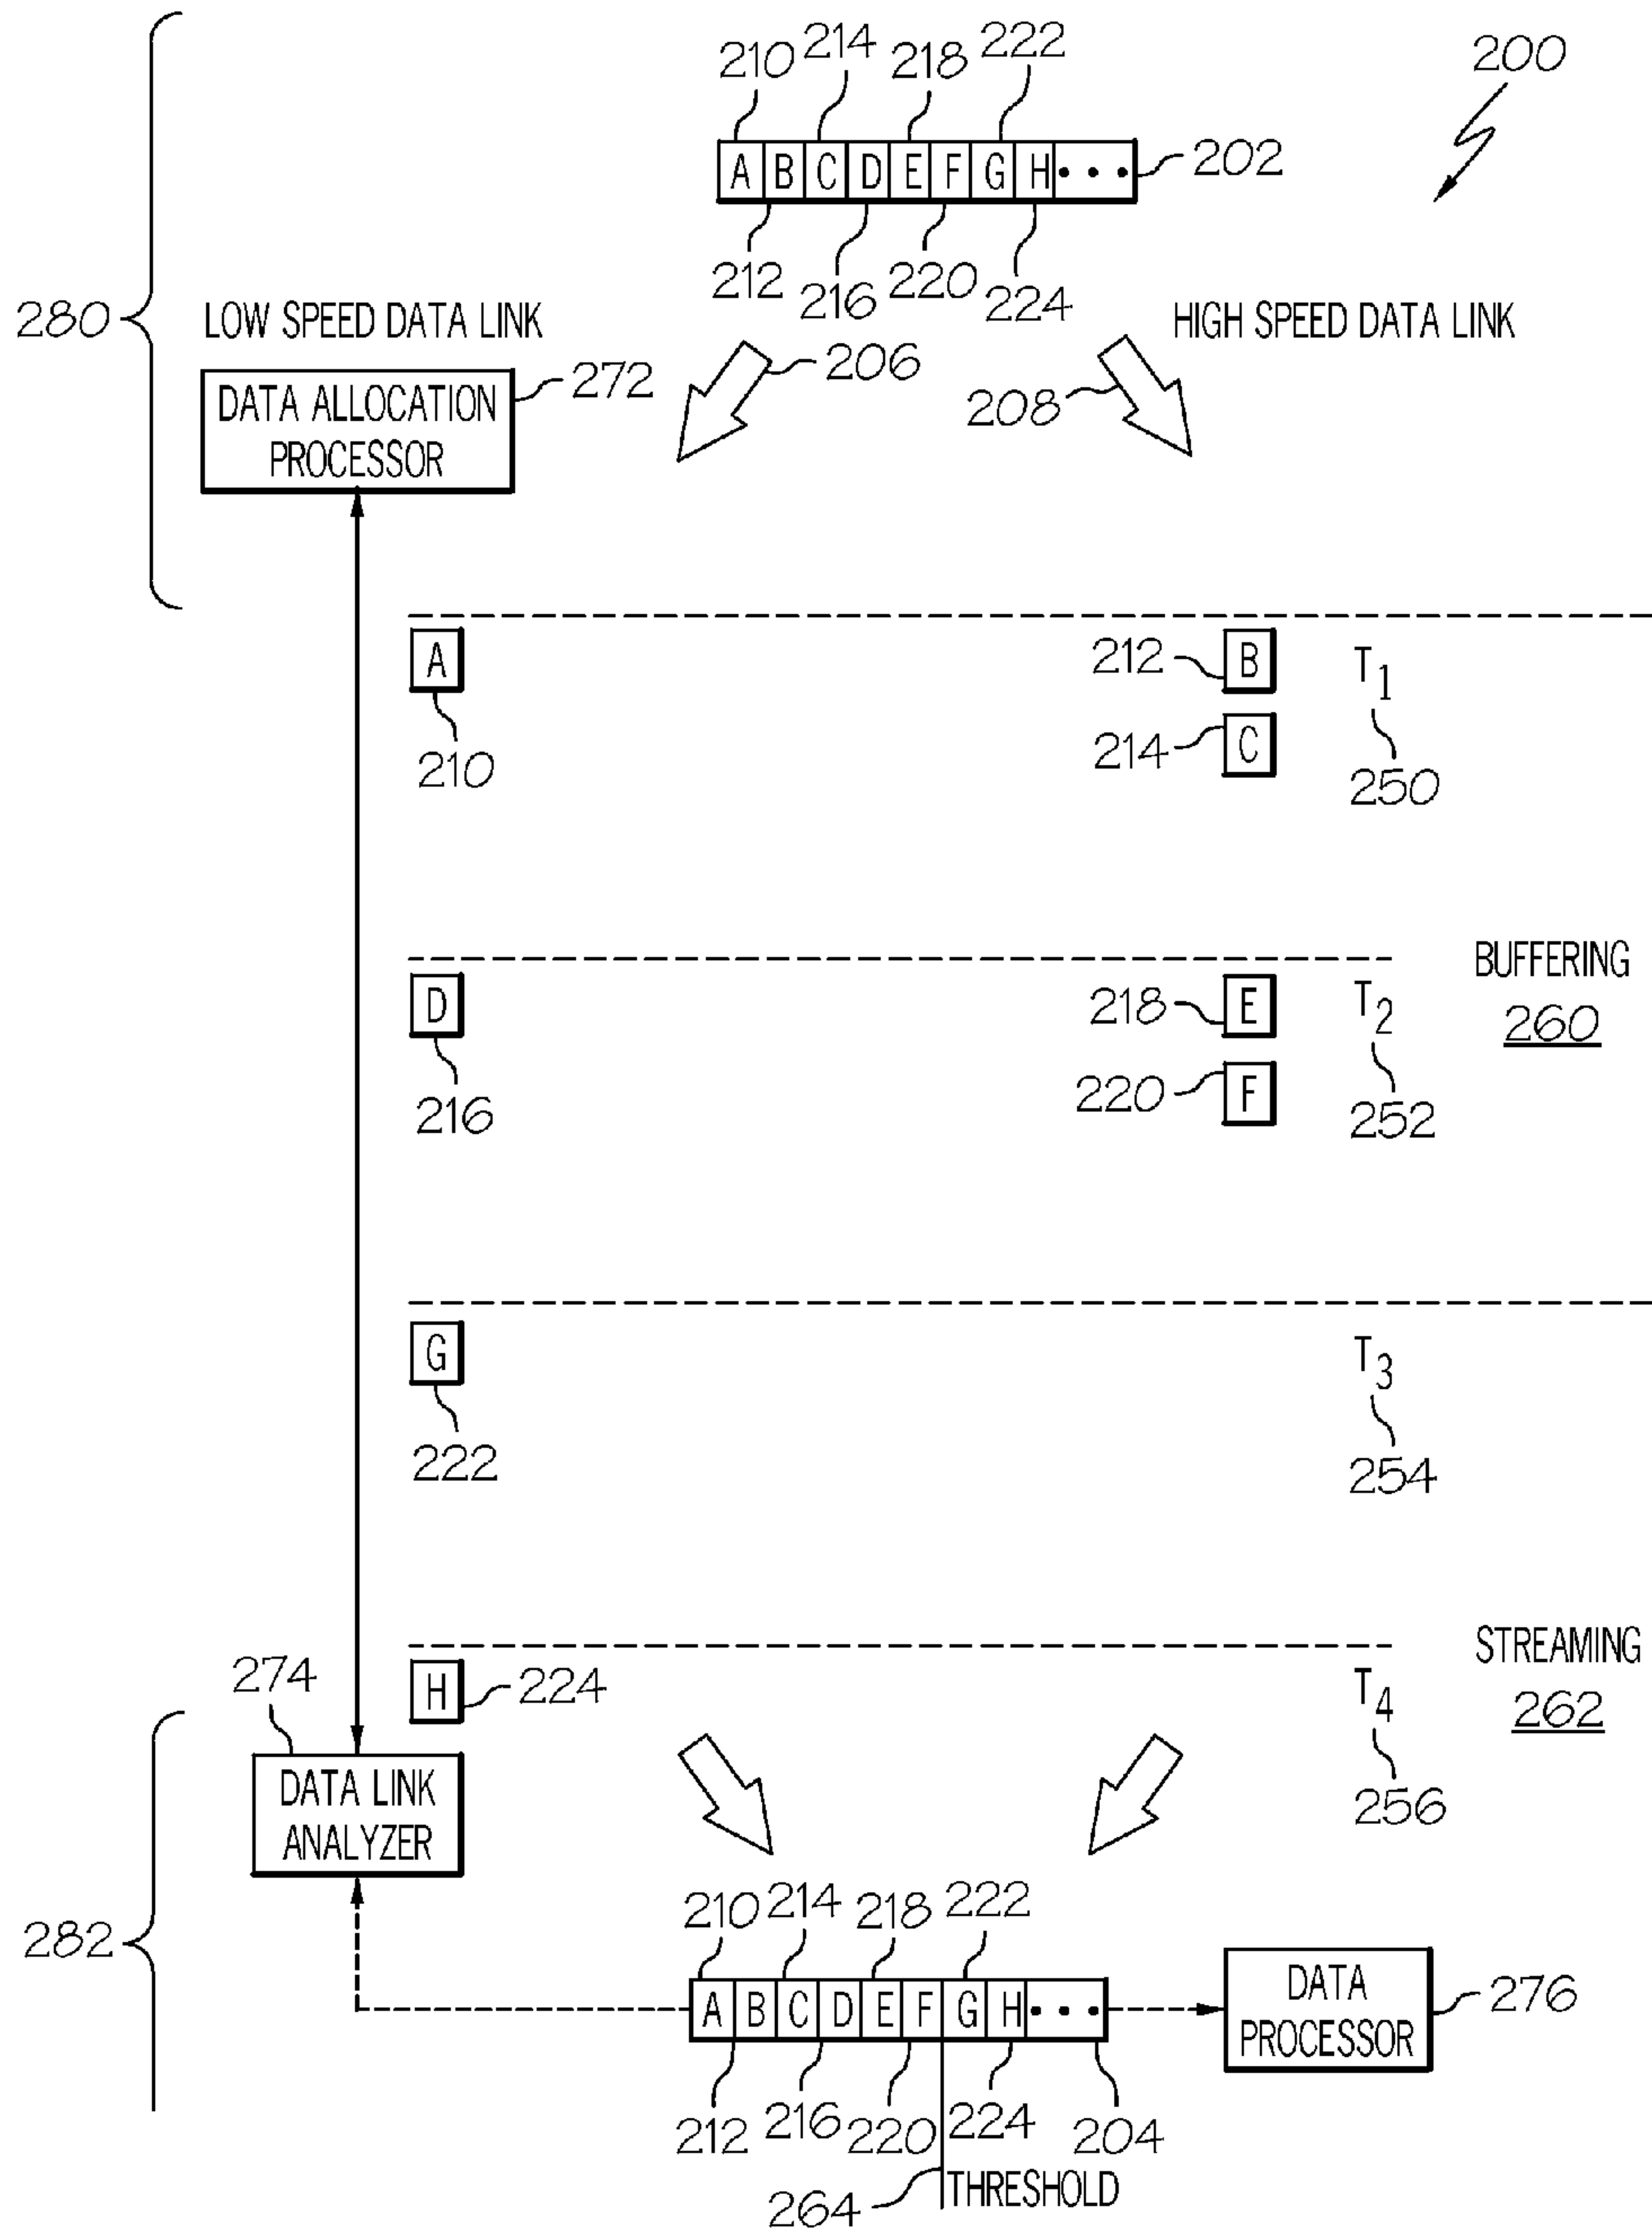 210 214 218 222 200
A B C D E F G H ••• 202
212 216 220 224
280 LOW SPEED DATA LINK HIGH SPEED DATA LINK
206
208
272
DATA ALLOCATION
PROCESSOR
A 212 B T1
210 214 C 250
BUFFERING
260
D 218 E T2
216 220 F 252
G T3
222 254
STREAMING
262
274 H 224 T4
256
DATA LINK
ANALYZER
282
210 214 218 222
A B C D E F G H •••
212 216 220 224 204
DATA
PROCESSOR
276
264 THRESHOLD